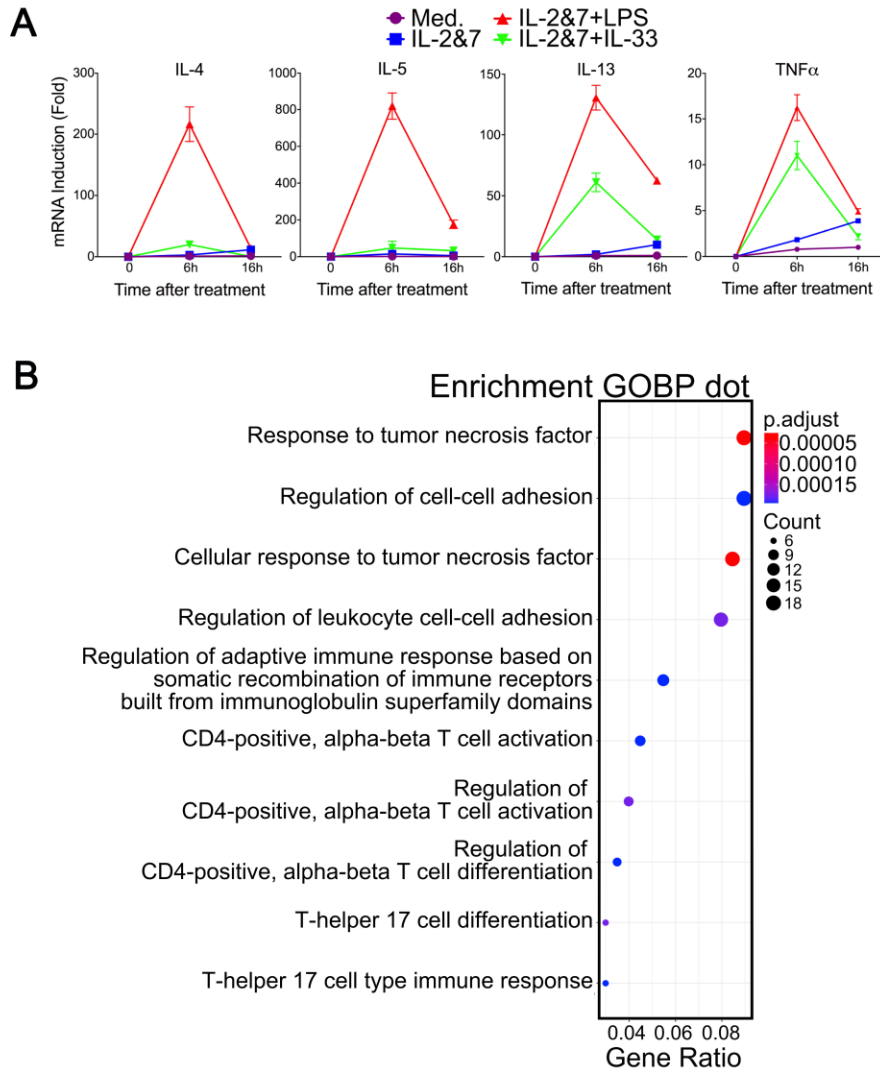 A
Med.
IL-2&7+LPS
IL-2&7
IL-2&7+IL-33
IL-4
IL-5
IL-13
TNFα
mRNA Induction (Fold)
300
200
100
0
1000
800
600
400
200
0
150
100
50
0
20
15
10
5
0
0 6h 16h
0 6h 16h
0 6h 16h
0 6h 16h
Time after treatment
Time after treatment
Time after treatment
Time after treatment
B
Enrichment GOBP dot
Response to tumor necrosis factor
Regulation of cell-cell adhesion
Cellular response to tumor necrosis factor
Regulation of leukocyte cell-cell adhesion
Regulation of adaptive immune response based on
somatic recombination of immune receptors
built from immunoglobulin superfamily domains
CD4-positive, alpha-beta T cell activation
Regulation of
CD4-positive, alpha-beta T cell activation
Regulation of
CD4-positive, alpha-beta T cell differentiation
T-helper 17 cell differentiation
T-helper 17 cell type immune response
p.adjust
0.00005
0.00010
0.00015
Count
6
9
12
15
18
0.04 0.06 0.08
Gene Ratio